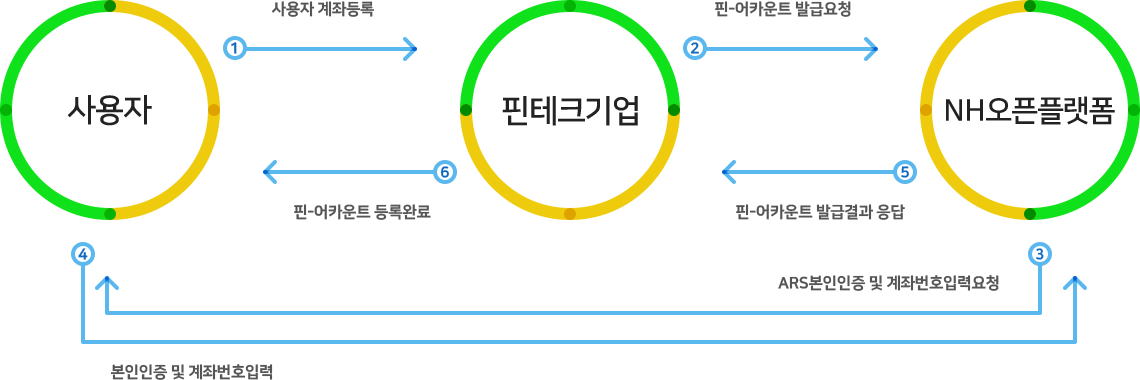 사용자 계좌등록
핀-어카운트 발급요청
1
2
사용자
핀테크기업
NH오픈플랫폼
6
5
핀-어카운트 등록완료
핀-어카운트 발급결과 응답
4
3
ARS본인인증 및 계좌번호입력요청
본인인증 및 계좌번호입력